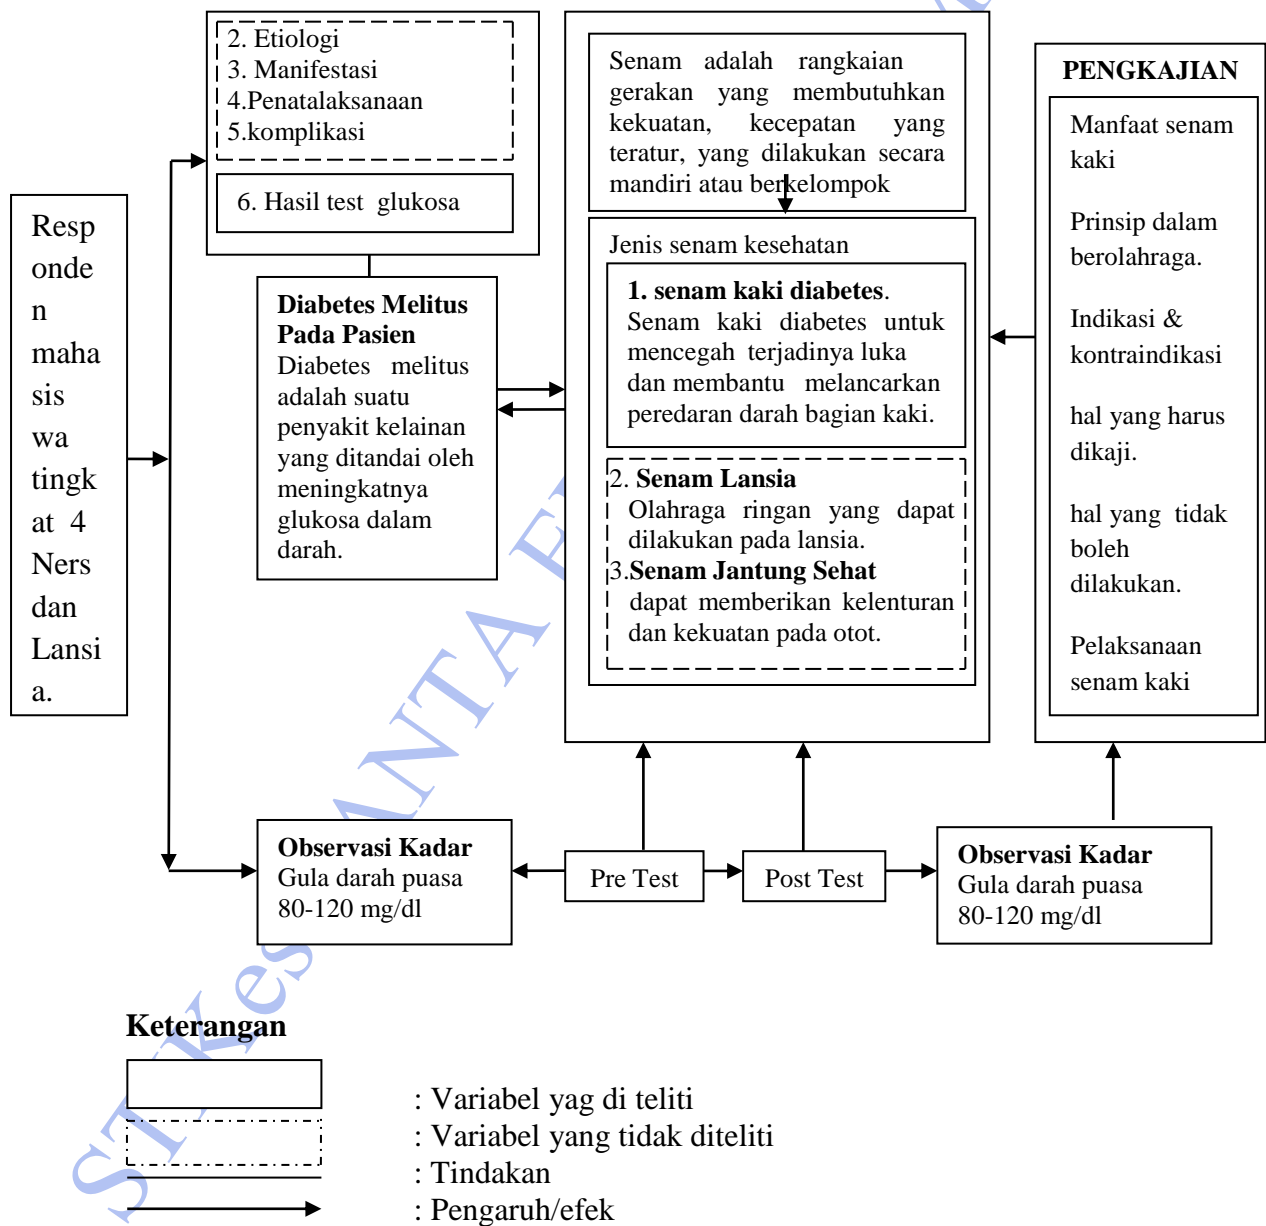 2. Etiologi
3. Manifestasi
4.Penatalaksanaan
5.komplikasi
6. Hasil test glukosa
Resp
onde
n
maha
sis
wa
tingk
at 4
Ners
dan
Lansi
a.
Diabetes Melitus
Pada Pasien
Diabetes melitus
adalah suatu
penyakit kelainan
yang ditandai oleh
meningkatnya
glukosa dalam
darah.
Senam adalah rangkaian
gerakan yang membutuhkan
kekuatan, kecepatan yang
teratur, yang dilakukan secara
mandiri atau berkelompok
Jenis senam kesehatan
1. senam kaki diabetes.
Senam kaki diabetes untuk
mencegah terjadinya luka
dan membantu melancarkan
peredaran darah bagian kaki.
2. Senam Lansia
Olahraga ringan yang dapat
dilakukan pada lansia.
3.Senam Jantung Sehat
dapat memberikan kelenturan
dan kekuatan pada otot.
PENGKAJIAN
Manfaat senam
kaki
Prinsip dalam
berolahraga.
Indikasi &
kontraindikasi
hal yang harus
dikaji.
hal yang tidak
boleh
dilakukan.
Pelaksanaan
senam kaki
Observasi Kadar
Gula darah puasa
80-120 mg/dl
Pre Test
Post Test
Observasi Kadar
Gula darah puasa
80-120 mg/dl
Keterangan
: Variabel yag di teliti
: Variabel yang tidak diteliti
: Tindakan
: Pengaruh/efek